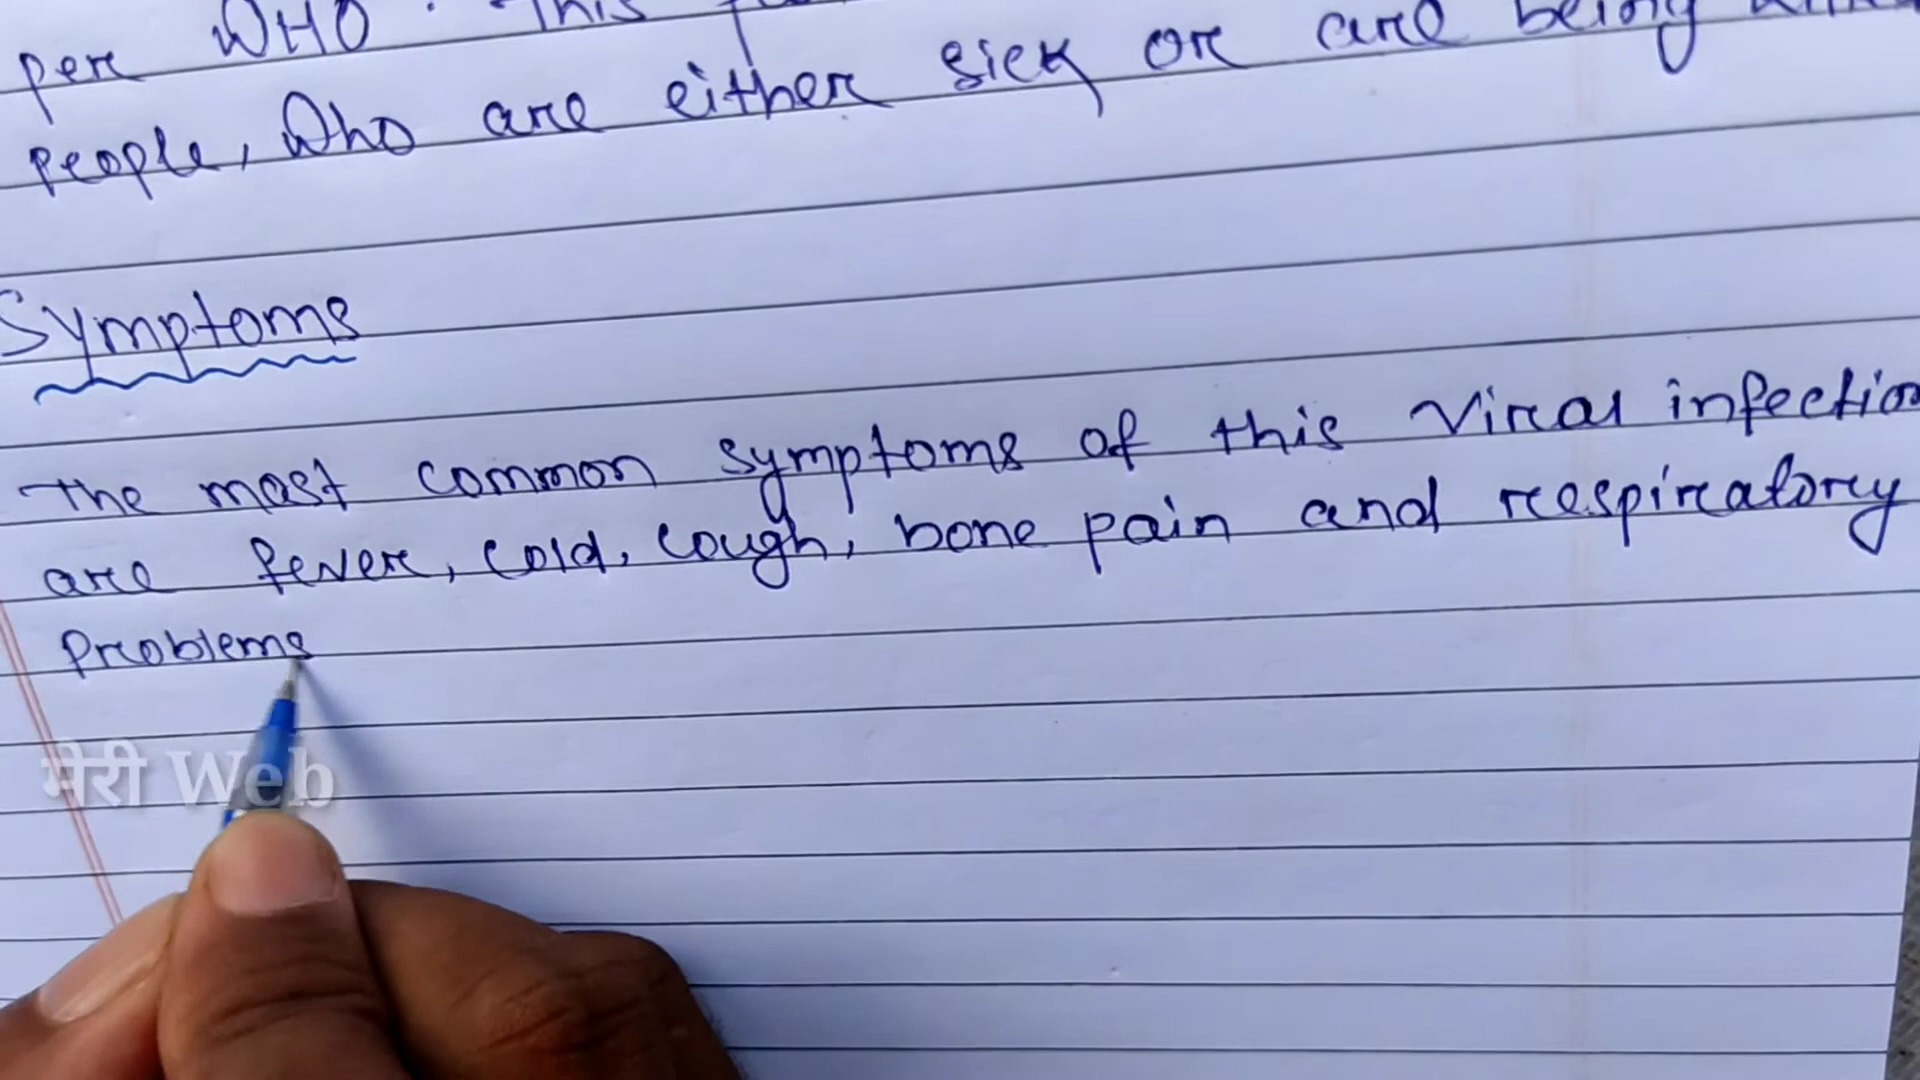 per WHO. This
people, Who are either sick or are being
Symptoms
The most common symptoms of this Viral infection
are fever, cold, cough, bone pain and respiratory
Problems
मेरी Web